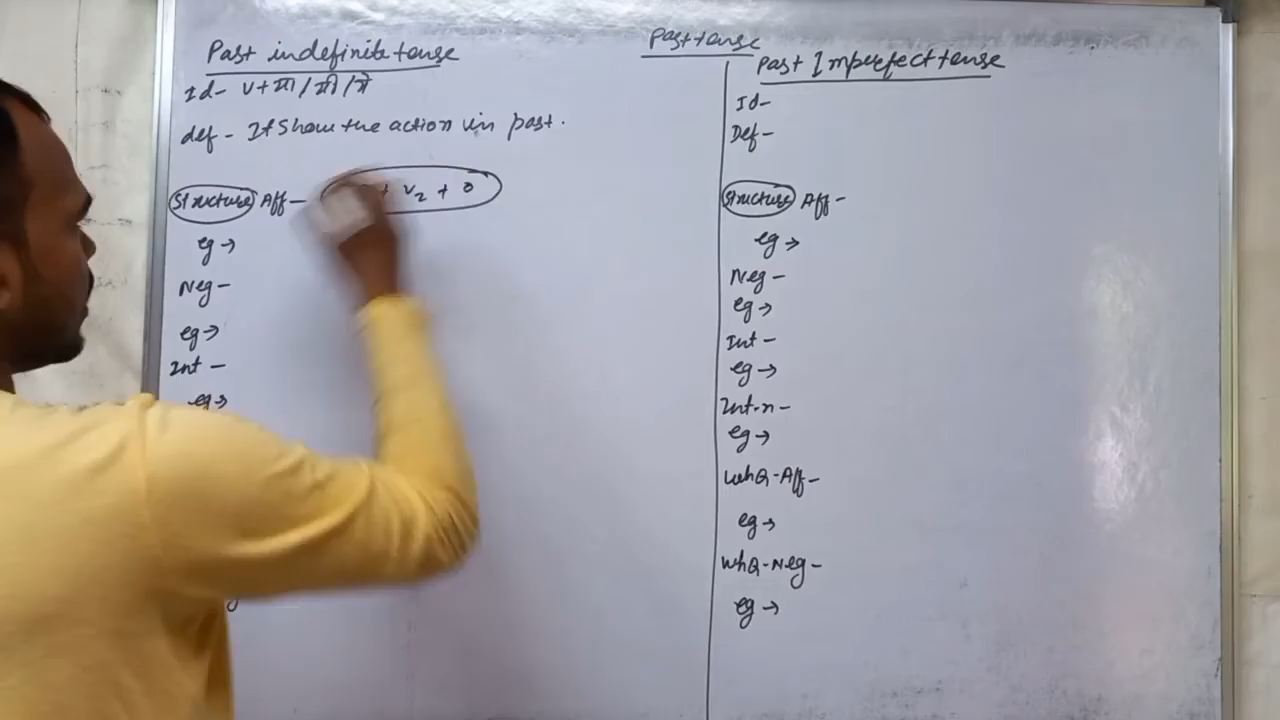 Past tense
Past indefinite tense
Id- V+या/यी/ये
def - It Show the action in past.
Structure Aff- + V2 + O
eg →
Neg-
eg →
Int -
eg →
Past Imperfect tense
Id-
Def-
Structure Aff-
eg →
Neg-
eg →
Int -
eg →
Int-n -
eg →
WhQ-Aff-
eg →
WhQ-Neg-
eg →